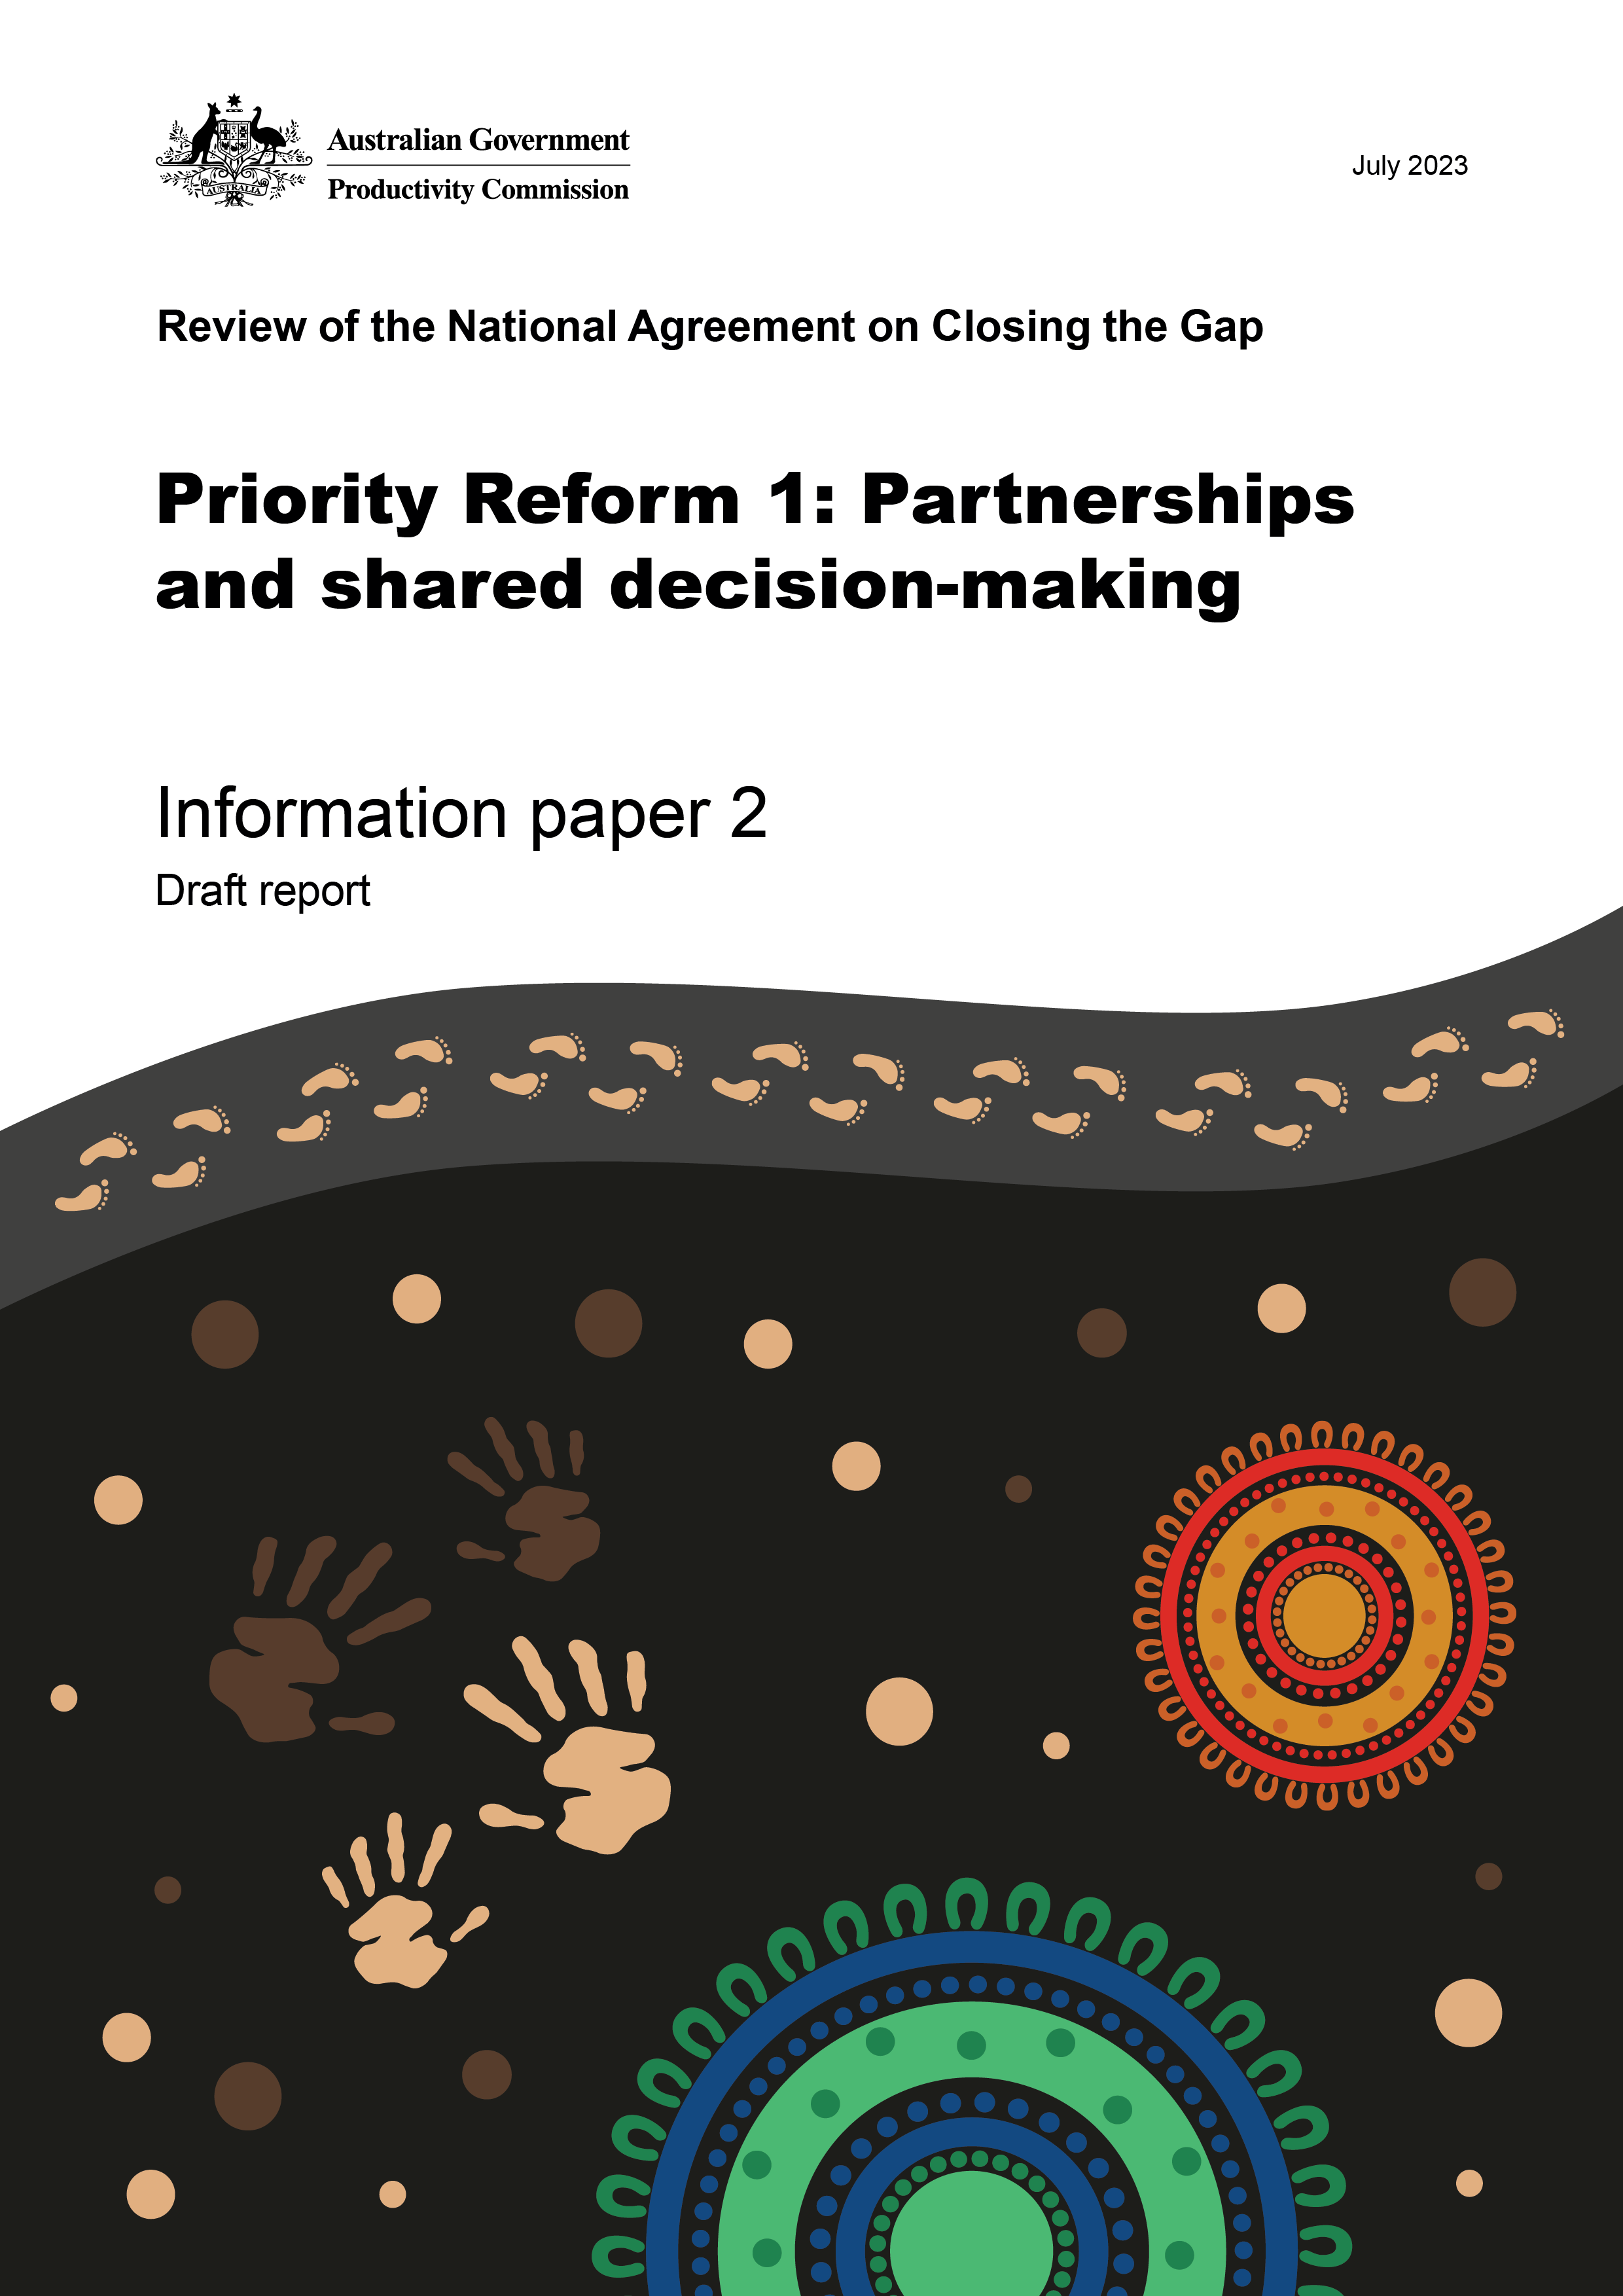 Australian Government
Productivity Commission
AUSTRALIA
July 2023
Review of the National Agreement on Closing the Gap
Priority Reform 1: Partnerships
and shared decision-making
Information paper 2
Draft report